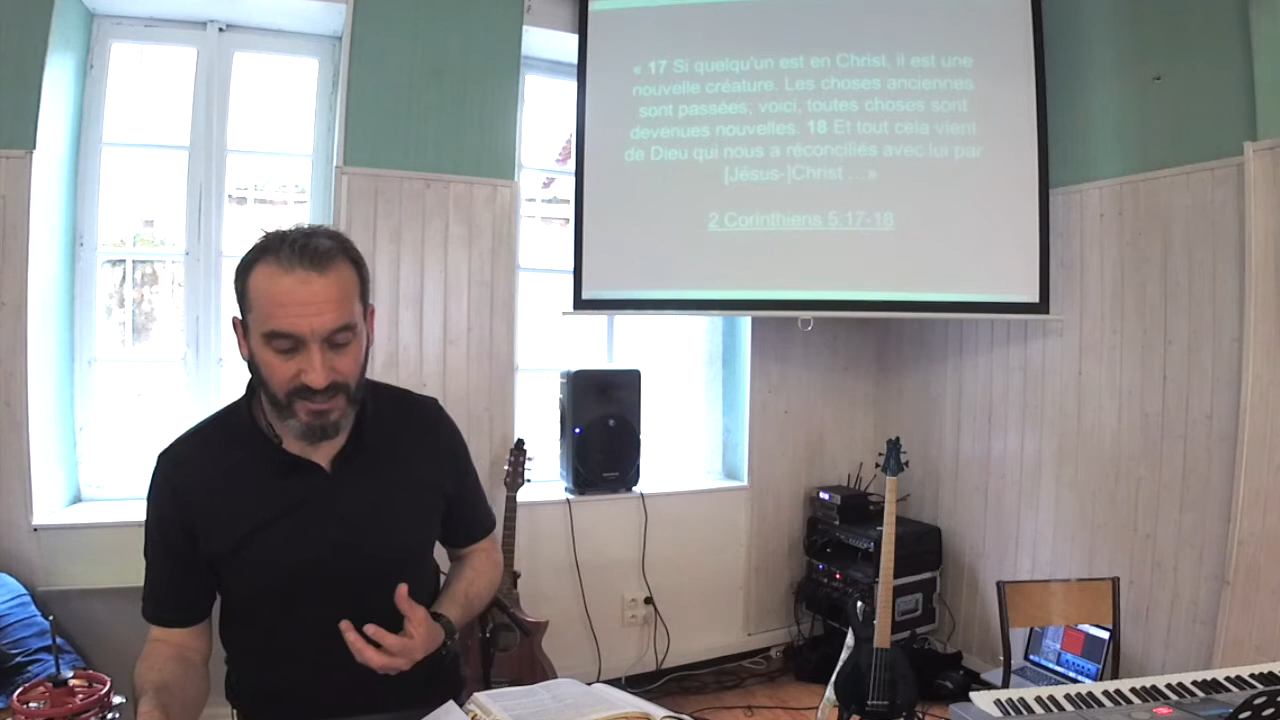 « 17 Si quelqu'un est en Christ, il est une
nouvelle créature. Les choses anciennes
sont passées; voici, toutes choses sont
devenues nouvelles. 18 Et tout cela vient
de Dieu qui nous a réconciliés avec lui par
[Jésus-]Christ ...»
2 Corinthiens 5:17-18